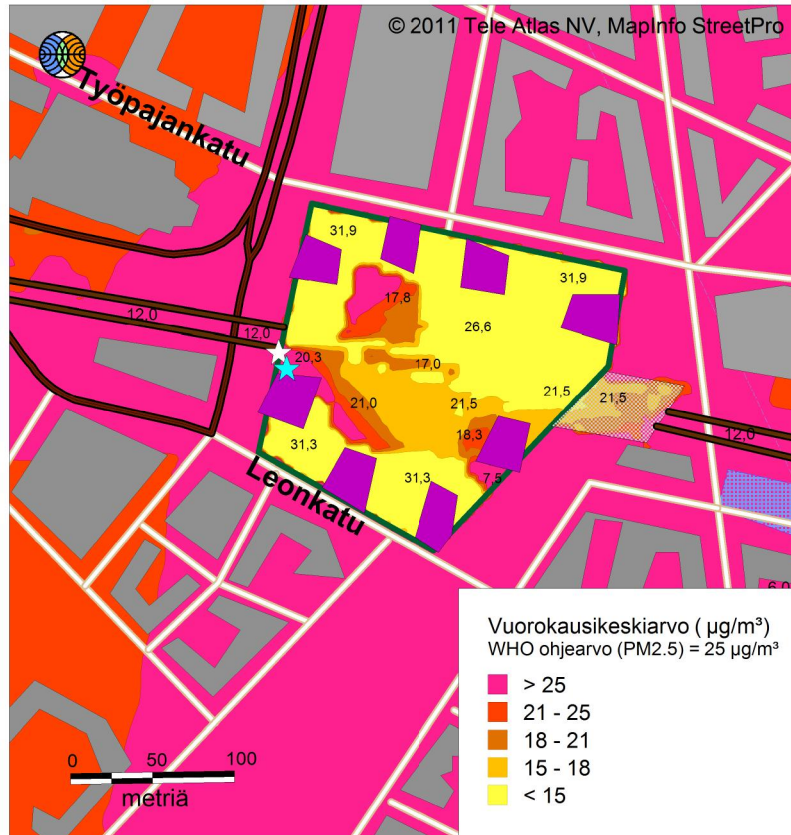 © 2011 Tele Atlas NV, MapInfo StreetPro
Työpajankatu
31,9
31,9
17,8
26,6
12,0
12,0
20,3
17,0
21,0
21,5
21,5
21,5
18,3
12,0
31,3
31,3
7,5
Leonkatu
6,0
Vuorokausikeskiarvo ( µg/m³)
WHO ohjearvo (PM2.5) = 25 µg/m³
> 25
21 - 25
18 - 21
15 - 18
< 15
0 50 100
metriä